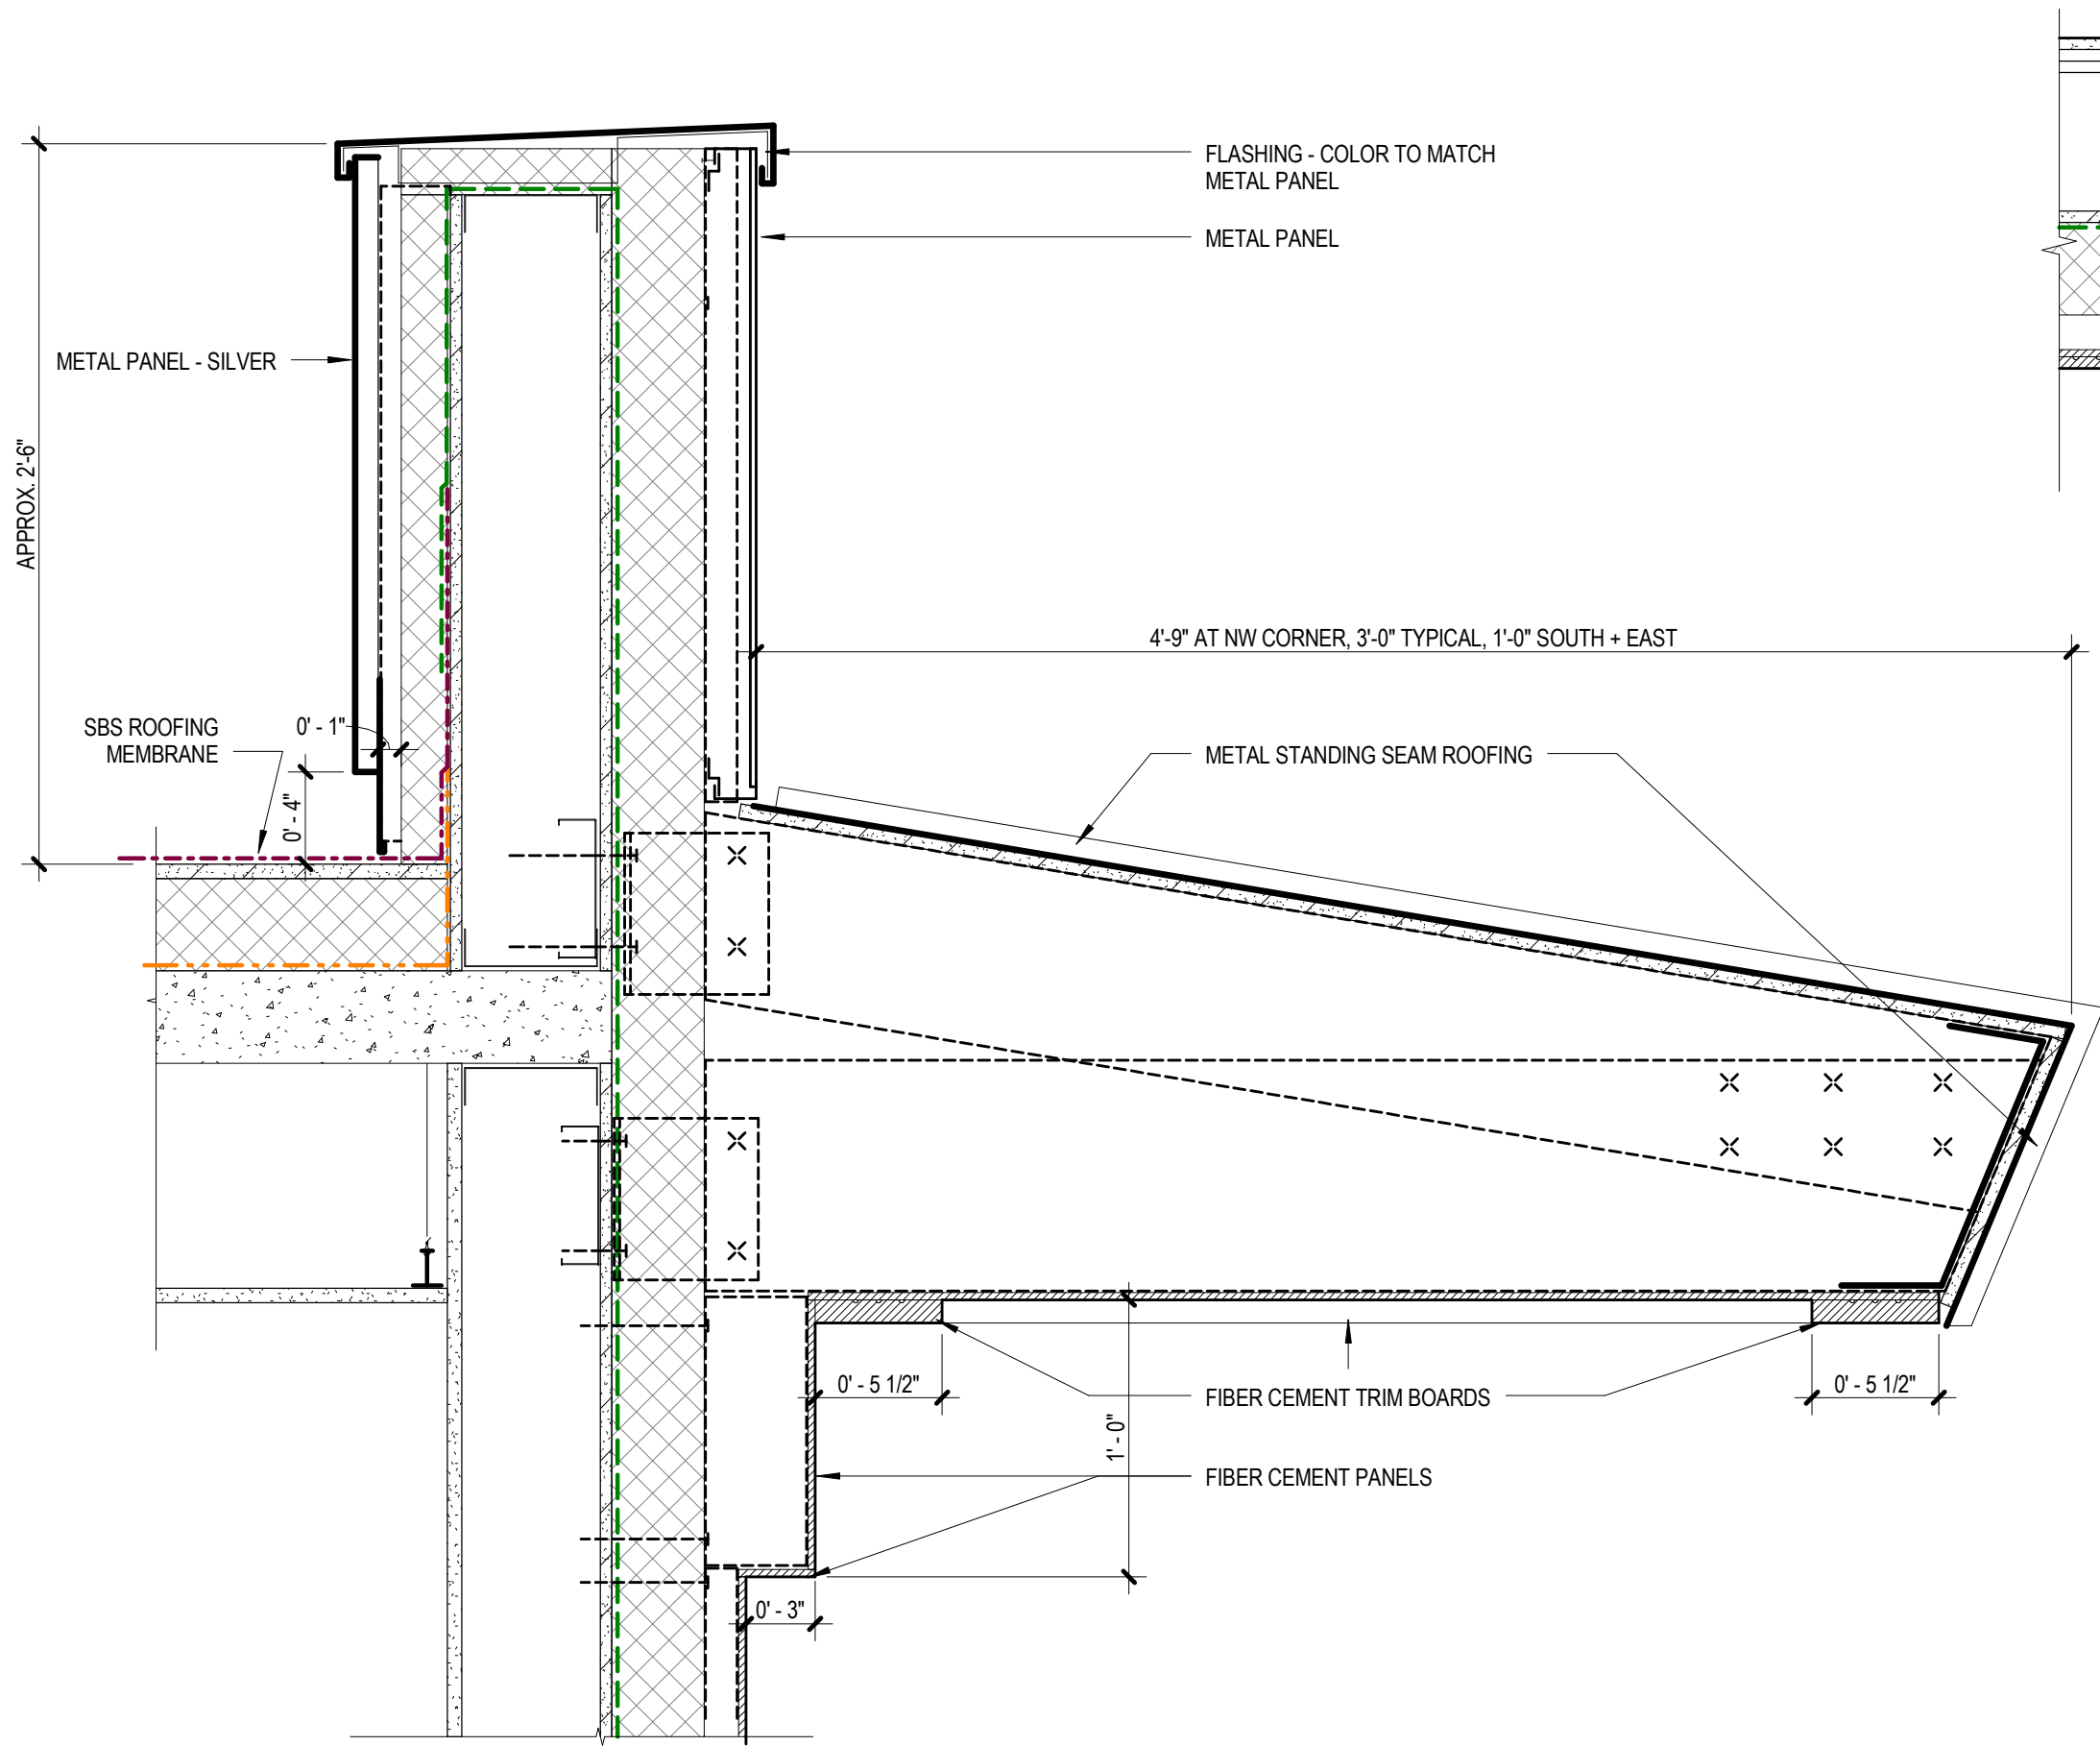 FLASHING - COLOR TO MATCH
METAL PANEL
METAL PANEL
METAL PANEL - SILVER
APPROX. 2'-6"
4'-9" AT NW CORNER, 3'-0" TYPICAL, 1'-0" SOUTH + EAST
SBS ROOFING
MEMBRANE
0' - 1"
0' - 4"
METAL STANDING SEAM ROOFING
0' - 5 1/2"
FIBER CEMENT TRIM BOARDS
0' - 5 1/2"
1' - 0"
FIBER CEMENT PANELS
0' - 3"